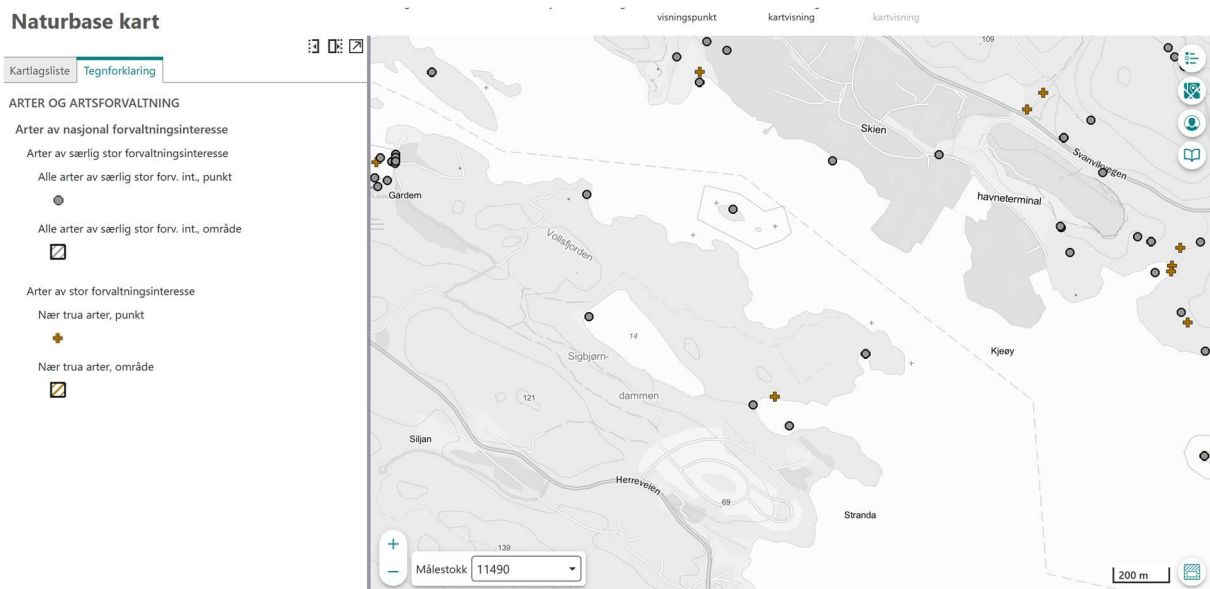 Naturbase kart
visningspunkt
kartvisning
kartvisning
Kartlagsliste
Tegnforklaring
ARTER OG ARTSFORVALTNING
Arter av nasjonal forvaltningsinteresse
Arter av særlig stor forvaltningsinteresse
Alle arter av særlig stor forv. int., punkt
Alle arter av særlig stor forv. int., område
Arter av stor forvaltningsinteresse
Nær trua arter, punkt
Nær trua arter, område
109
Skien
Svanvikvegen
Gårdem
havneterminal
Vollsfjorden
14
Kjeøy
Sigbjørn-
dammen
121
Siljan
Herreveien
69
Stranda
139
+
−
Målestokk
11490
200 m